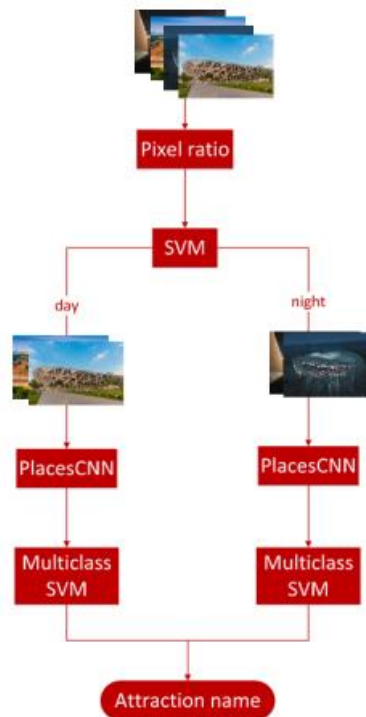 Pixel ratio
SVM
day
night
PlacesCNN
PlacesCNN
Multiclass
SVM
Multiclass
SVM
Attraction name